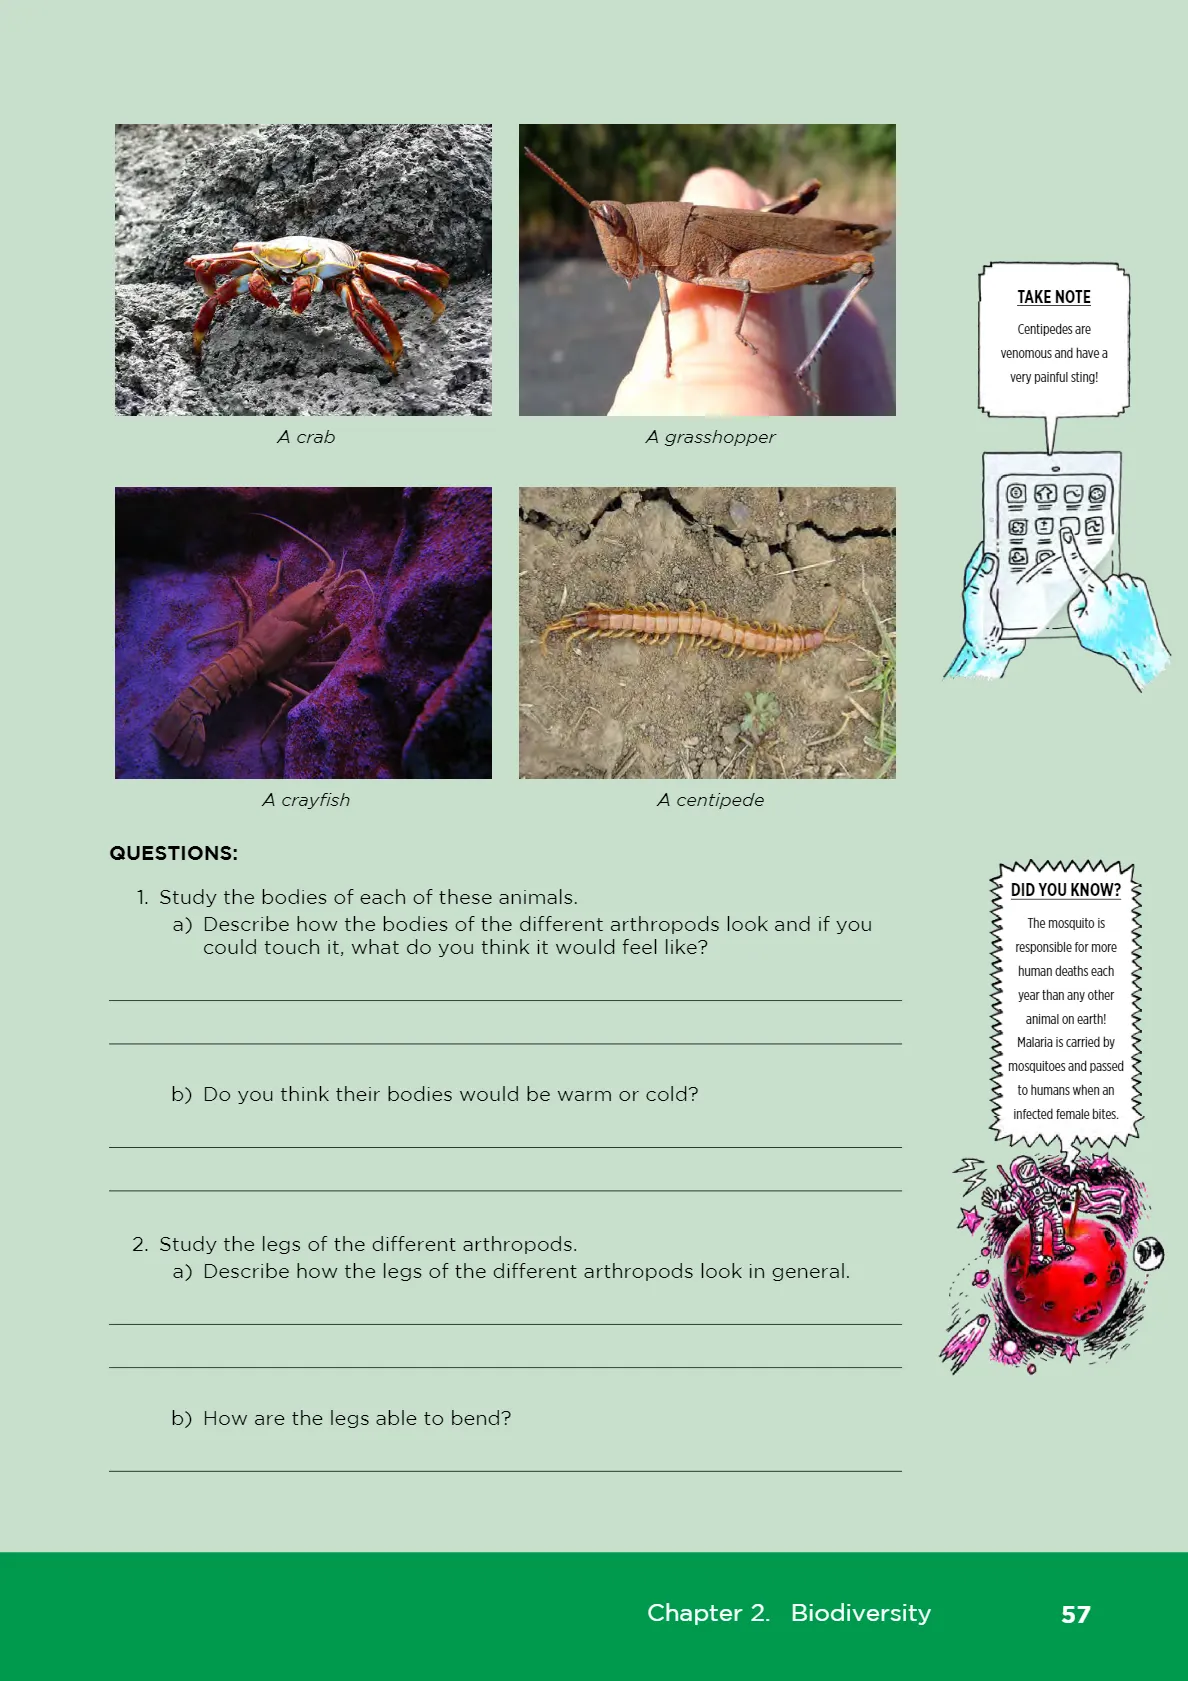 A crab
A grasshopper
TAKE NOTE
Centipedes are
venomous and have a
very painful sting!
A crayfish
A centipede
QUESTIONS:
1. Study the bodies of each of these animals.
a) Describe how the bodies of the different arthropods look and if you
could touch it, what do you think it would feel like?
b) Do you think their bodies would be warm or cold?
2. Study the legs of the different arthropods.
a) Describe how the legs of the different arthropods look in general.
b) How are the legs able to bend?
DID YOU KNOW?
The mosquito is
responsible for more
human deaths each
year than any other
animal on earth!
Malaria is carried by
mosquitoes and passed
to humans when an
infected female bites.
Chapter 2. Biodiversity
57